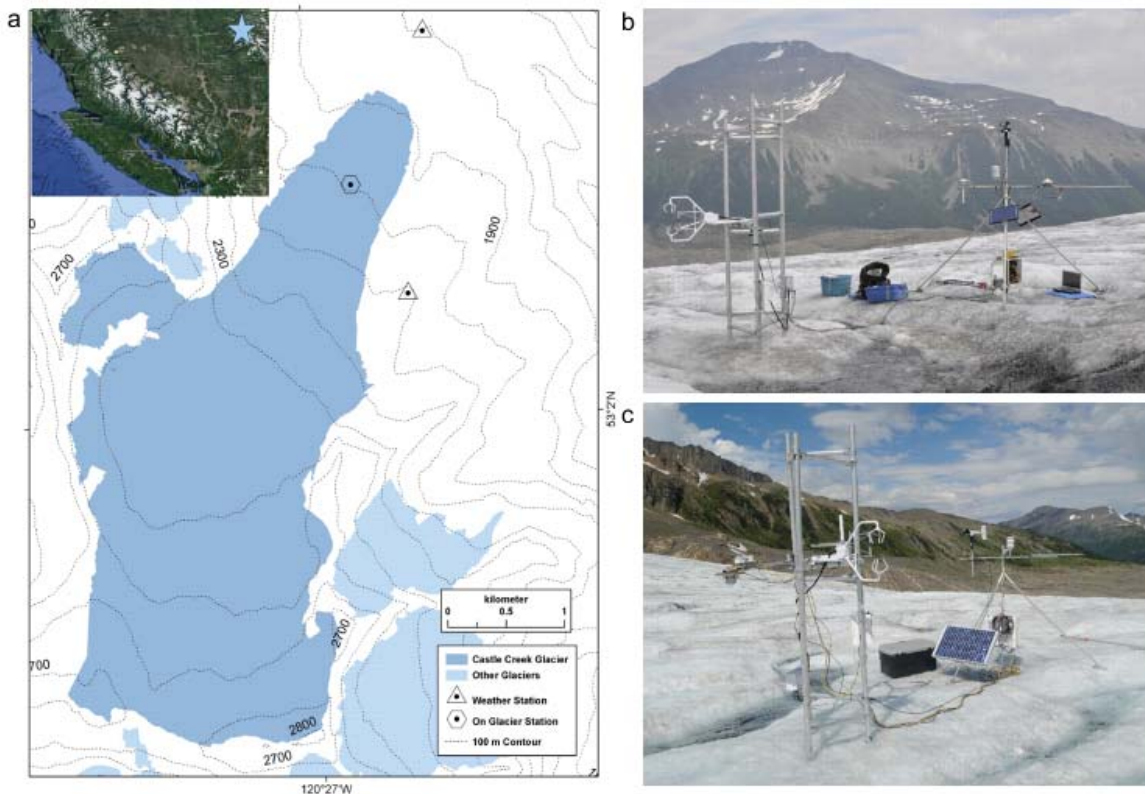 a
2700
2300
1900
53°2'N
2700
700
2800
2700
kilometer
0 0.5 1
Castle Creek Glacier
Other Glaciers
Weather Station
On Glacier Station
100 m Contour
120°27'W
b
c